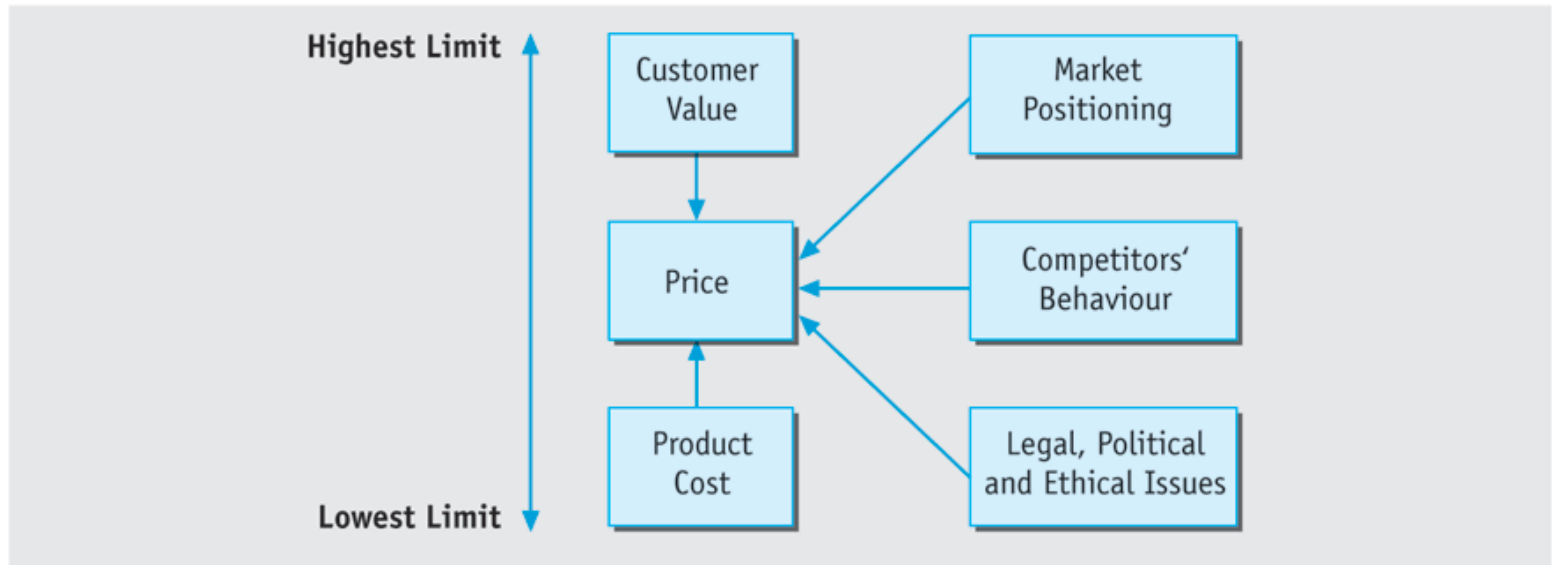 Highest Limit
Customer
Value
Market
Positioning
Price
Competitors‘
Behaviour
Product
Cost
Legal, Political
and Ethical Issues
Lowest Limit